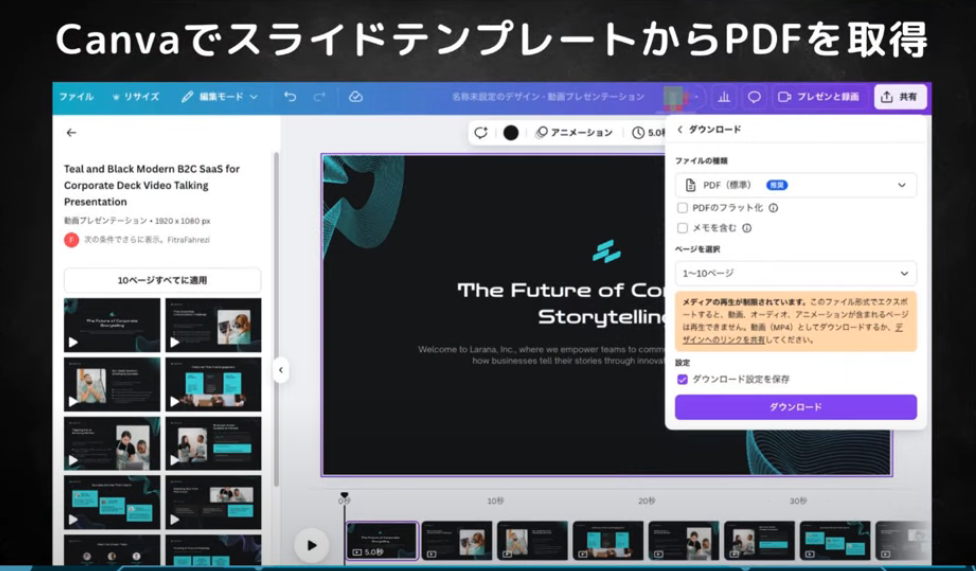 CanvaでスライドテンプレートからPDFを取得
ファイル
リサイズ
編集モード
名称未設定のデザイン - 動画プレゼンテーション
プレゼンと録画
共有
Teal and Black Modern B2C SaaS for
Corporate Deck Video Talking
Presentation
動画プレゼンテーション • 1920 x 1080 px
F
次の条件でさらに表示。FitraFahrezi
10ページすべてに適用
アニメーション
5.0
The Future of Co
Storytelling
Welcome to Larana, Inc., where we empower teams to comm
how businesses tell their stories through innova
ダウンロード
ファイルの種類
PDF（標準）
推奨
PDFのフラット化
メモを含む
ページを選択
1〜10ページ
メディアの再生が制限されています。このファイル形式でエクスポ
ートすると、動画、オーディオ、アニメーションが含まれるページ
は再生できません。動画（MP4）としてダウンロードするか、デ
ザインへのリンクを共有してください。
設定
ダウンロード設定を保存
ダウンロード
0秒
10秒
20秒
30秒
5.0秒